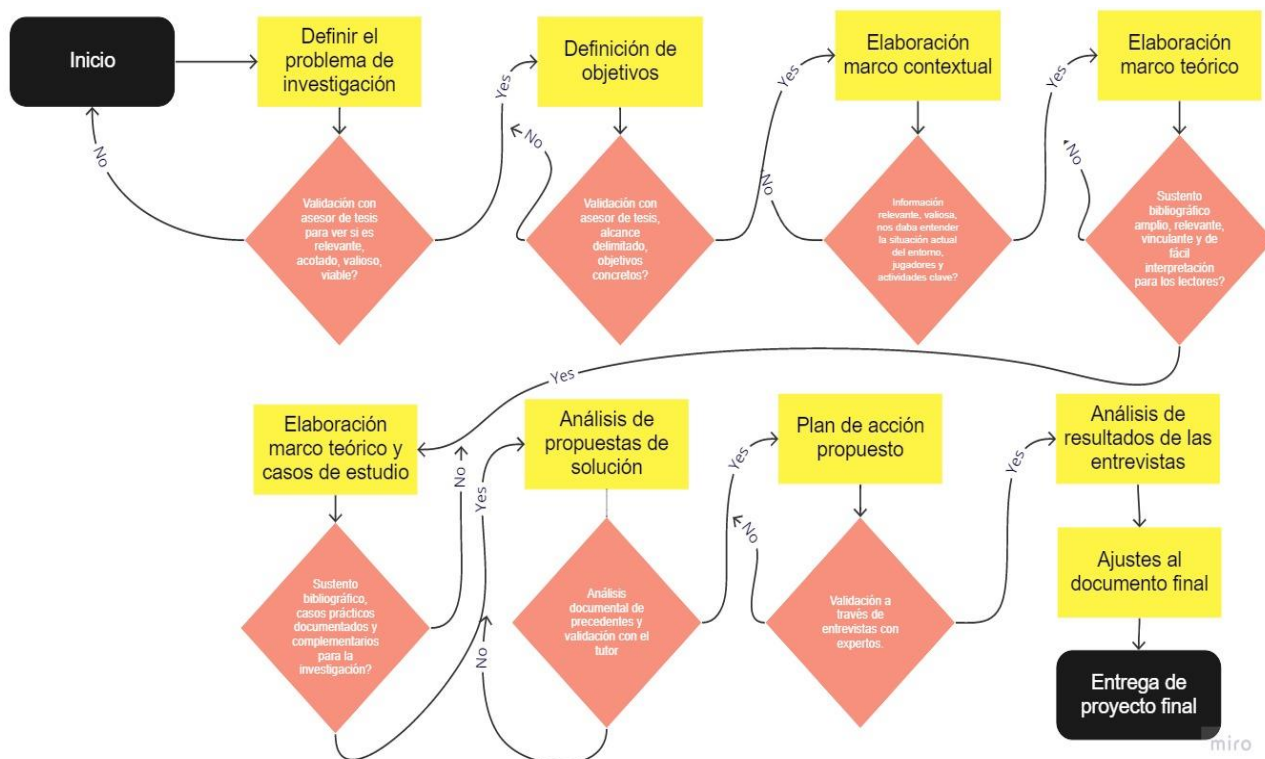 Inicio
Definir el
problema de
investigación
Definición de
objetivos
Elaboración
marco contextual
Elaboración
marco teórico
Yes
Yes
Yes
No
No
No
No
Validación con
asesor de tesis
para ver si es
relevante,
acotado, valioso,
viable?
Validación con
asesor de tesis,
alcance
delimitado,
objetivos
concretos?
Información
relevante, valiosa,
nos daba entender
la situación actual
del entorno,
jugadores y
actividades clave?
Sustento
bibliográfico
amplio, relevante,
vinculante y de
fácil
interpretación
para los lectores?
Yes
Elaboración
marco teórico y
casos de estudio
Análisis de
propuestas de
solución
Plan de acción
propuesto
Análisis de
resultados de las
entrevistas
No
Yes
Yes
Yes
No
No
Sustento
bibliográfico,
casos prácticos
documentados y
complementarios
para la
investigación?
Análisis
documental de
precedentes y
validación con el
tutor
Validación a
través de
entrevistas con
expertos.
Ajustes al
documento final
Entrega de
proyecto final
miro